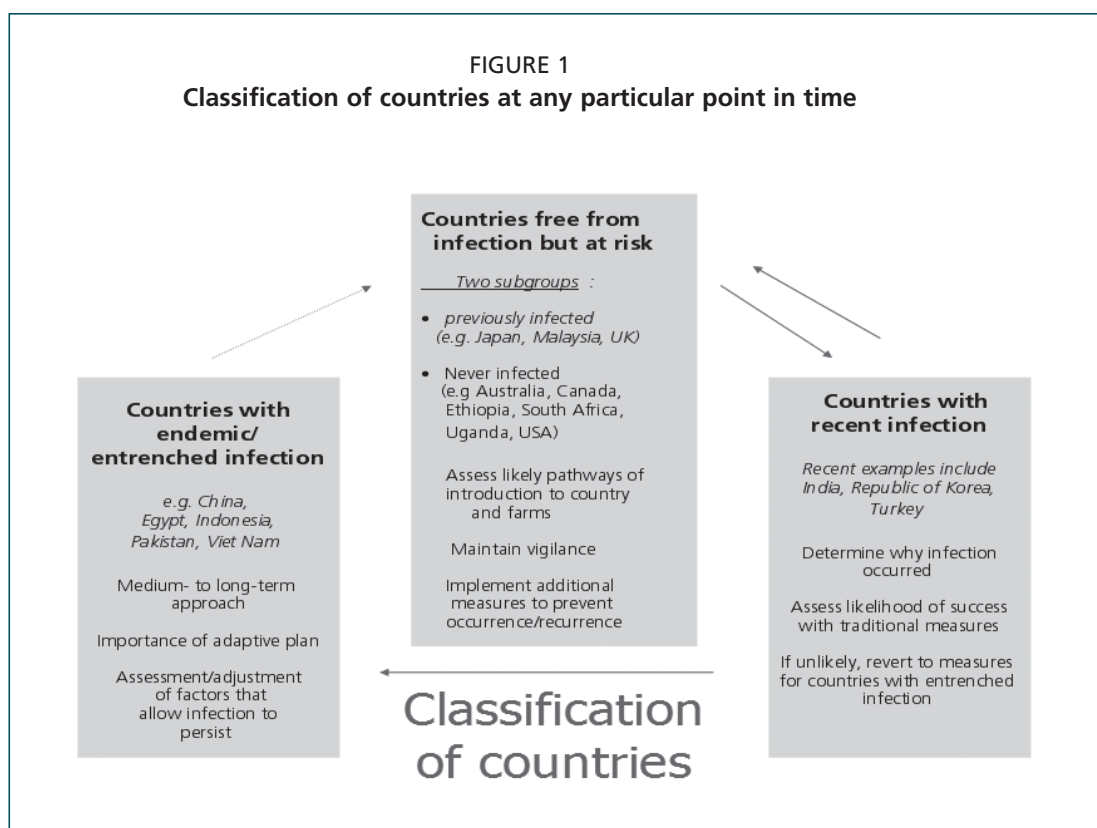 FIGURE 1
Classification of countries at any particular point in time
Countries free from
infection but at risk
Two subgroups :
• previously infected
(e.g. Japan, Malaysia, UK)
• Never infected
(e.g Australia, Canada,
Ethiopia, South Africa,
Uganda, USA)
Assess likely pathways of
introduction to country
and farms
Maintain vigilance
Implement additional
measures to prevent
occurrence/recurrence
Countries with
endemic/
entrenched infection
e.g. China,
Egypt, Indonesia,
Pakistan, Viet Nam
Medium- to long-term
approach
Importance of adaptive plan
Assessment/adjustment
of factors that
allow infection to
persist
Countries with
recent infection
Recent examples include
India, Republic of Korea,
Turkey
Determine why infection
occurred
Assess likelihood of success
with traditional measures
If unlikely, revert to measures
for countries with entrenched
infection
Classification
of countries